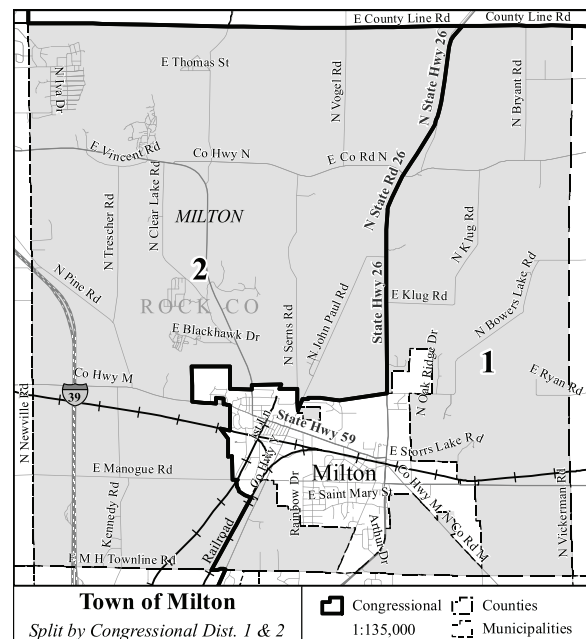 E County Line Rd
County Line Rd
E Thomas St
N Iva Dr
N Vogel Rd
N State Hwy 26
N Bryant Rd
E Vincent Rd
Co Hwy N
E Co Rd N
N Trescher Rd
N Clear Lake Rd
MILTON
N State Rd 26
N Klug Rd
2
N Pine Rd
ROCK CO
N Serns Rd
N John Paul Rd
State Hwy 26
E Klug Rd
N Bowers Lake Rd
E Blackhawk Dr
N Oak Ridge Dr
1
E Ryan Rd
Co Hwy M
39
N Newville Rd
State Hwy 59
Co Hwy Y
E Storrs Lake Rd
E Manogue Rd
Milton
Co Hwy M
N Co Rd M
Kennedy Rd
Rainbow Dr
E Saint Mary St
N Vickerman Rd
Railroad
Arthur Dr
E M H Townline Rd
Town of Milton
Split by Congressional Dist. 1 & 2
Congressional
Counties
1:135,000
Municipalities